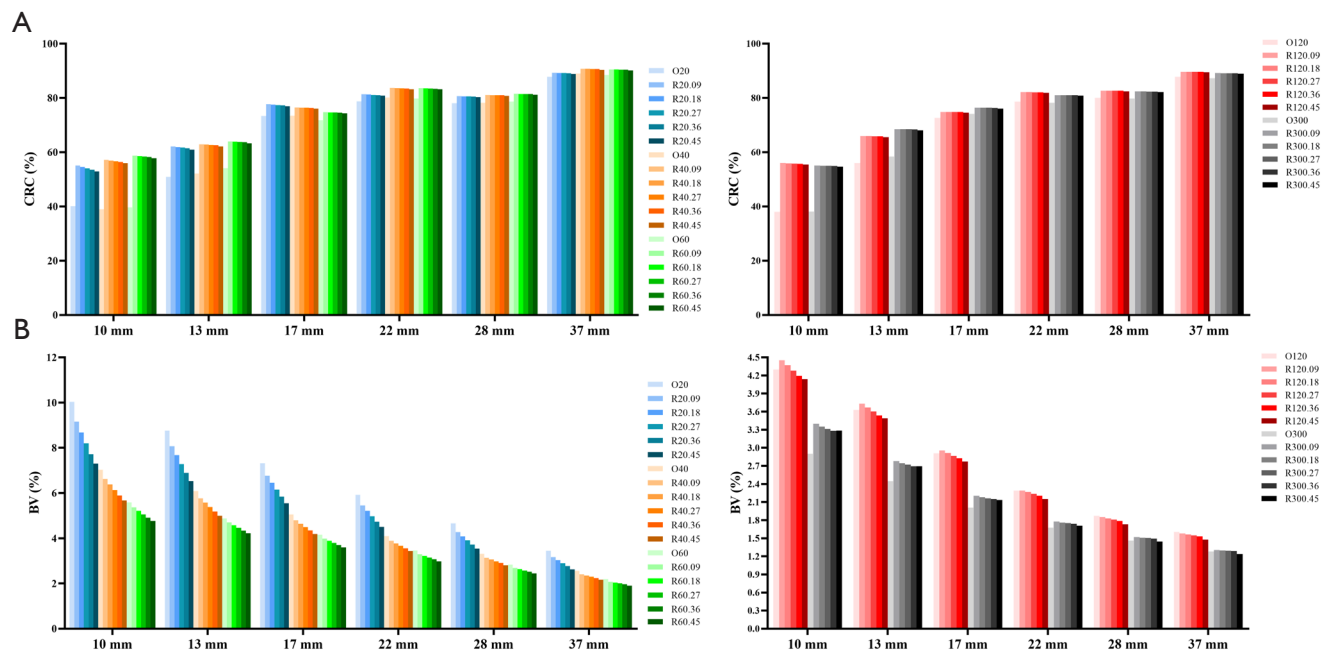 A
100
80
60
40
20
0
CRC (%)
10 mm 13 mm 17 mm 22 mm 28 mm 37 mm
O20
R20.09
R20.18
R20.27
R20.36
R20.45
O40
R40.09
R40.18
R40.27
R40.36
R40.45
O60
R60.09
R60.18
R60.27
R60.36
R60.45
100
80
60
40
20
0
CRC (%)
10 mm 13 mm 17 mm 22 mm 28 mm 37 mm
O120
R120.09
R120.18
R120.27
R120.36
R120.45
O300
R300.09
R300.18
R300.27
R300.36
R300.45
B
12
10
8
6
4
2
0
BV (%)
10 mm 13 mm 17 mm 22 mm 28 mm 37 mm
O20
R20.09
R20.18
R20.27
R20.36
R20.45
O40
R40.09
R40.18
R40.27
R40.36
R40.45
O60
R60.09
R60.18
R60.27
R60.36
R60.45
4.5
4.2
3.9
3.6
3.3
3.0
2.7
2.4
2.1
1.8
1.5
1.2
0.9
0.6
0.3
0.0
BV (%)
10 mm 13 mm 17 mm 22 mm 28 mm 37 mm
O120
R120.09
R120.18
R120.27
R120.36
R120.45
O300
R300.09
R300.18
R300.27
R300.36
R300.45